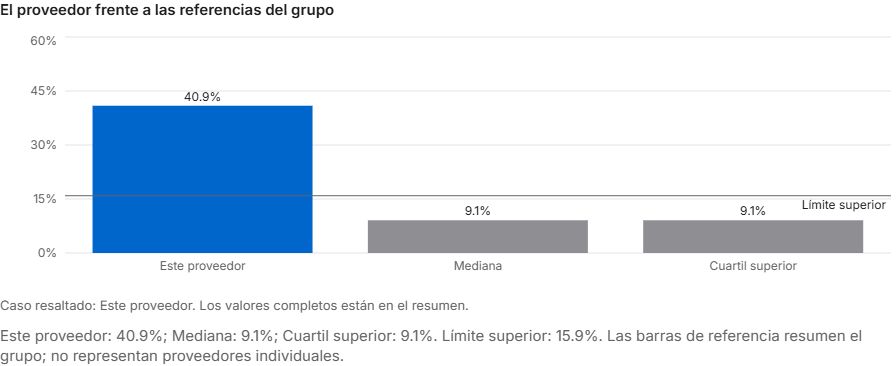 El proveedor frente a las referencias del grupo
60%
45%
40.9%
30%
15%
Límite superior
9.1%
9.1%
0%
Este proveedor
Mediana
Cuartil superior
Caso resaltado: Este proveedor. Los valores completos están en el resumen.
Este proveedor: 40.9%; Mediana: 9.1%; Cuartil superior: 9.1%. Límite superior: 15.9%. Las barras de referencia resumen el
grupo; no representan proveedores individuales.